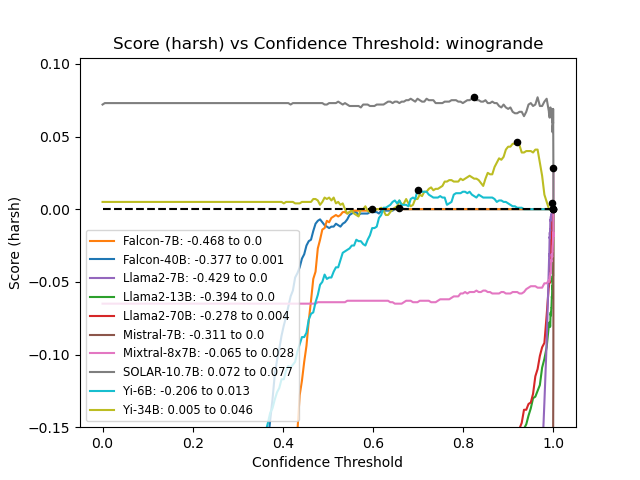 Score (harsh) vs Confidence Threshold: winogrande
0.10
0.05
0.00
−0.05
−0.10
−0.15
Score (harsh)
Falcon-7B: -0.468 to 0.0
Falcon-40B: -0.377 to 0.001
Llama2-7B: -0.429 to 0.0
Llama2-13B: -0.394 to 0.0
Llama2-70B: -0.278 to 0.004
Mistral-7B: -0.311 to 0.0
Mixtral-8x7B: -0.065 to 0.028
SOLAR-10.7B: 0.072 to 0.077
Yi-6B: -0.206 to 0.013
Yi-34B: 0.005 to 0.046
0.0 0.2 0.4 0.6 0.8 1.0
Confidence Threshold